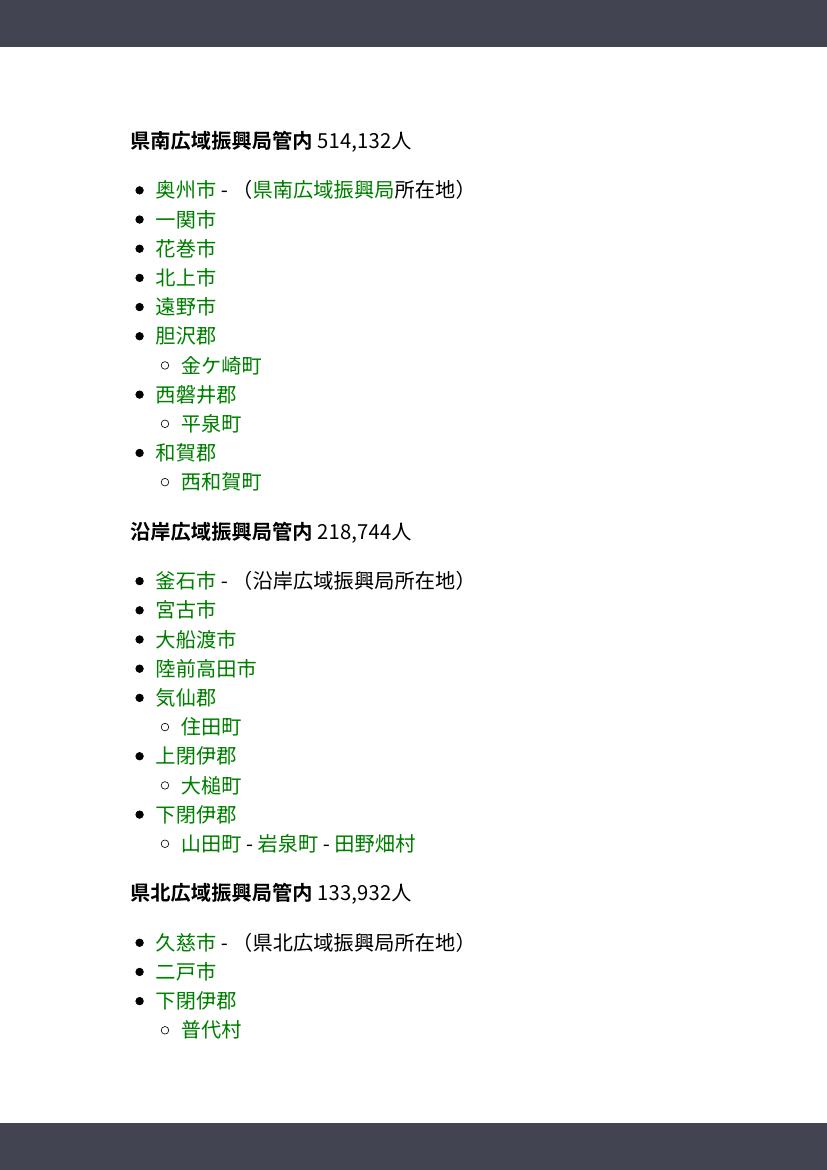 県南広域振興局管内 514,132人
奥州市 - （県南広域振興局所在地）
一関市
花巻市
北上市
遠野市
胆沢郡
金ケ崎町
西磐井郡
平泉町
和賀郡
西和賀町
沿岸広域振興局管内 218,744人
釜石市 - （沿岸広域振興局所在地）
宮古市
大船渡市
陸前高田市
気仙郡
住田町
上閉伊郡
大槌町
下閉伊郡
山田町 - 岩泉町 - 田野畑村
県北広域振興局管内 133,932人
久慈市 - （県北広域振興局所在地）
二戸市
下閉伊郡
普代村